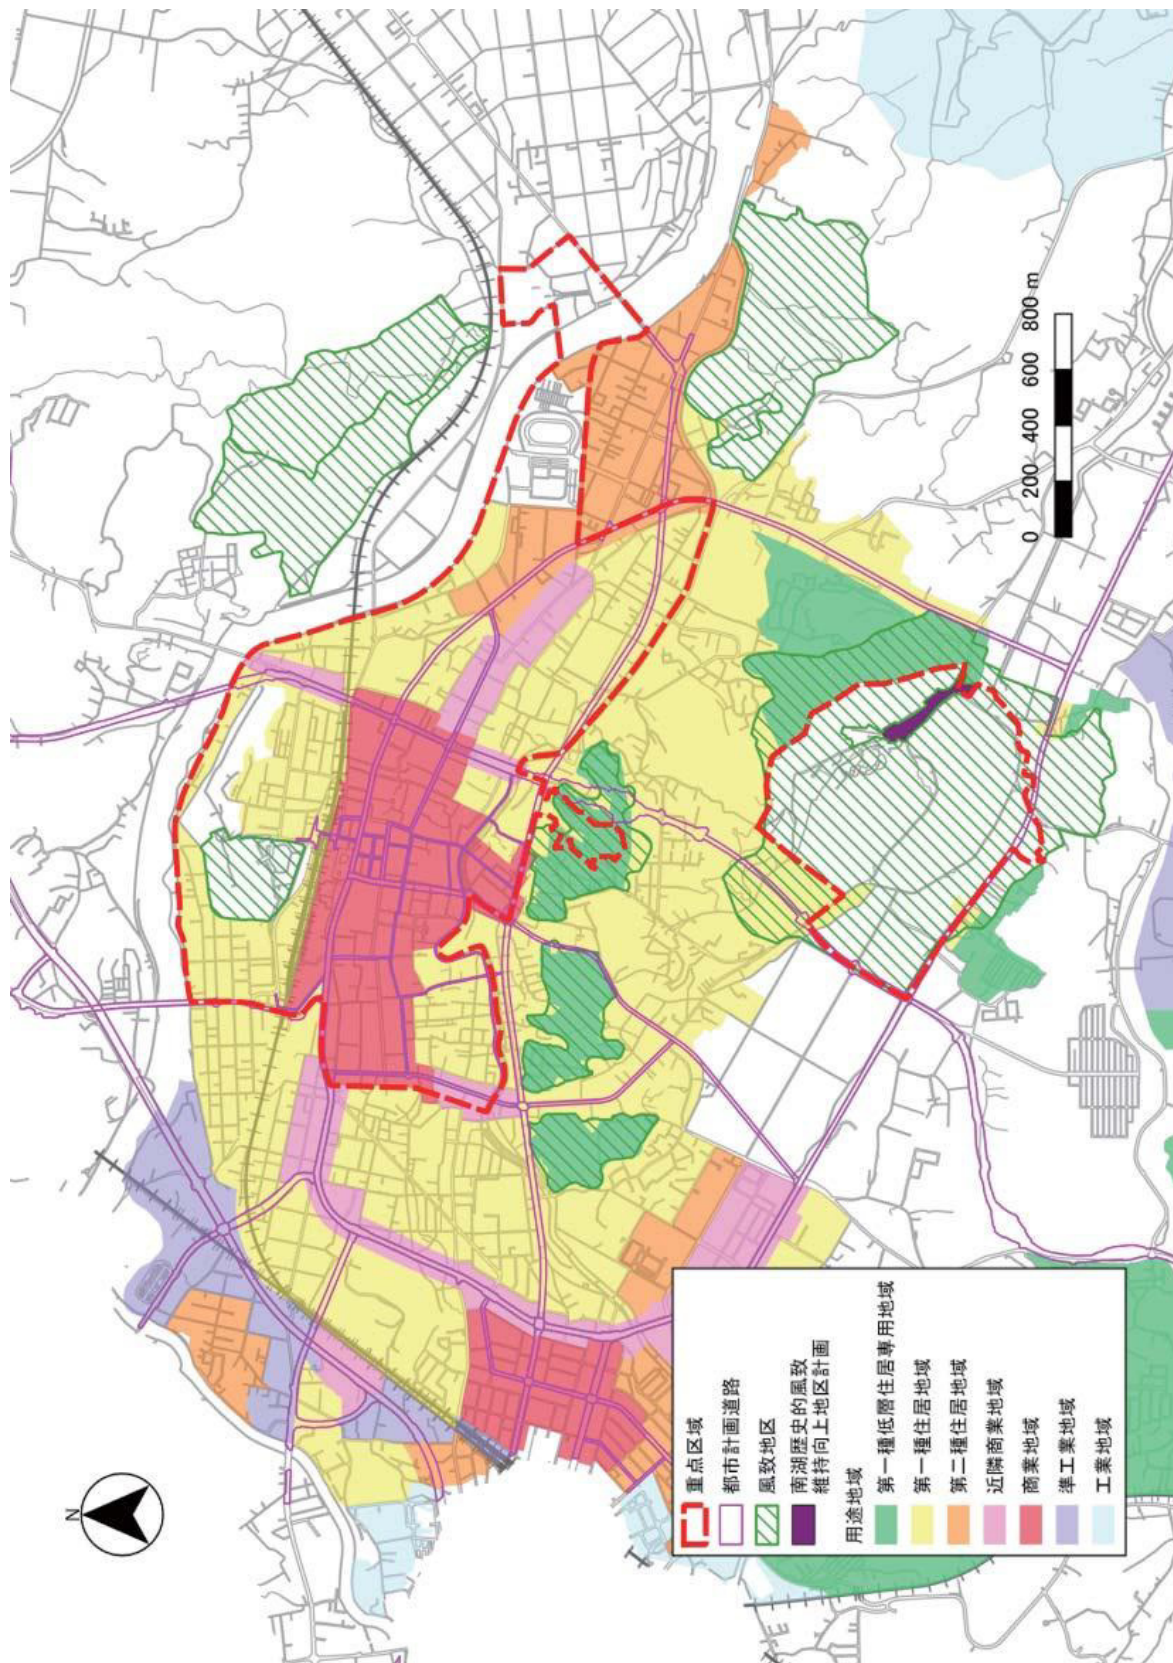 N
0 200 400 600 800 m
重点区域
都市計画道路
風致地区
南湖歴史的風致
維持向上地区計画
用途地域
第一種低層住居専用地域
第一種住居地域
第二種住居地域
近隣商業地域
商業地域
準工業地域
工業地域